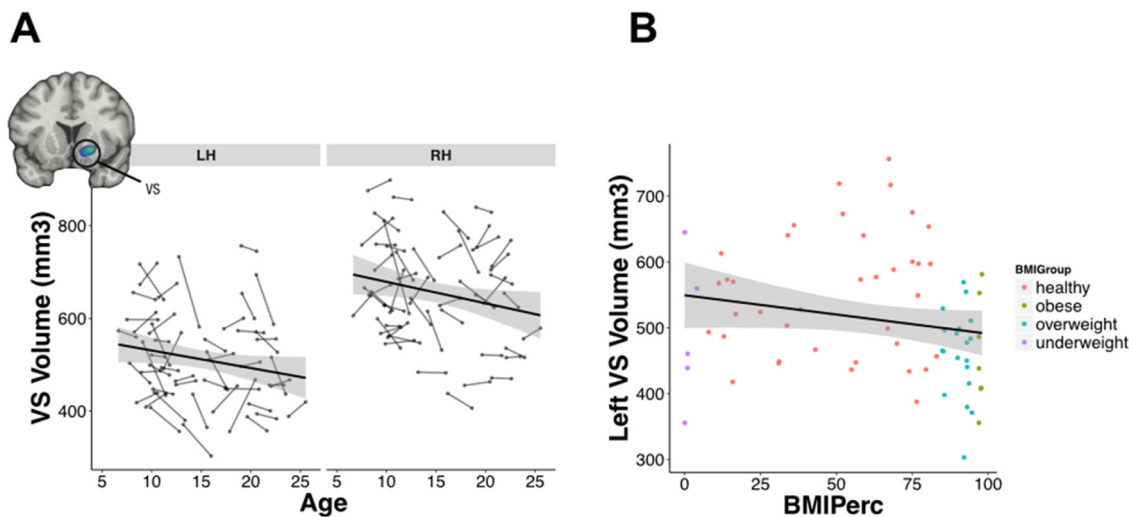 A
B
VS
LH
RH
VS Volume (mm3)
800
600
400
5
10
15
20
25
5
10
15
20
25
Age
Left VS Volume (mm3)
700
600
500
400
300
0
25
50
75
100
BMIPerc
BMIGroup
healthy
obese
overweight
underweight